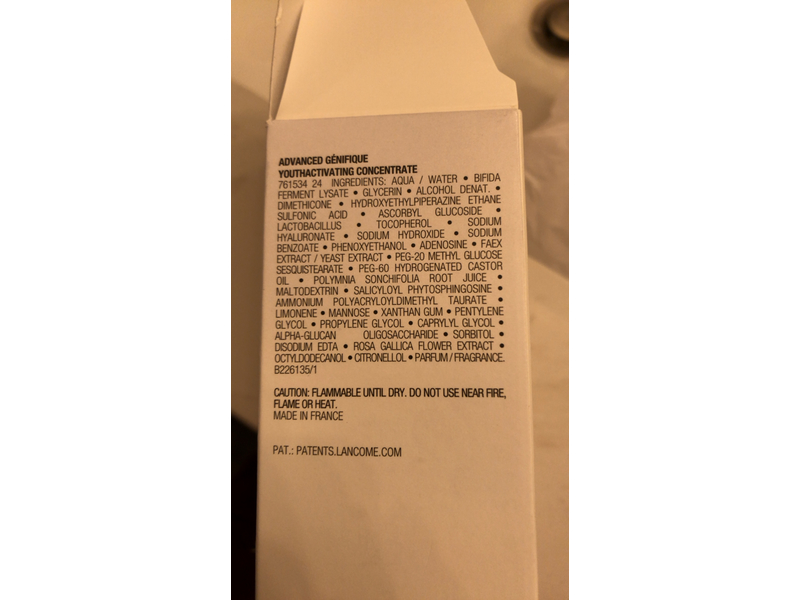 ADVANCED GÉNIFIQUE
YOUTHACTIVATING CONCENTRATE
761534 24 INGREDIENTS: AQUA / WATER • BIFIDA
FERMENT LYSATE • GLYCERIN • ALCOHOL DENAT. •
DIMETHICONE • HYDROXYETHYLPIPERAZINE ETHANE
SULFONIC ACID • ASCORBYL GLUCOSIDE •
LACTOBACILLUS • TOCOPHEROL • SODIUM
HYALURONATE • SODIUM HYDROXIDE • SODIUM
BENZOATE • PHENOXYETHANOL • ADENOSINE • FAEX
EXTRACT / YEAST EXTRACT • PEG-20 METHYL GLUCOSE
SESQUISTEARATE • PEG-60 HYDROGENATED CASTOR
OIL • POLYMNIA SONCHIFOLIA ROOT JUICE •
MALTODEXTRIN • SALICYLOYL PHYTOSPHINGOSINE •
AMMONIUM POLYACRYLOYLDIMETHYL TAURATE •
LIMONENE • MANNOSE • XANTHAN GUM • PENTYLENE
GLYCOL • PROPYLENE GLYCOL • CAPRYLYL GLYCOL •
ALPHA-GLUCAN OLIGOSACCHARIDE • SORBITOL •
DISODIUM EDTA • ROSA GALLICA FLOWER EXTRACT •
OCTYLDODECANOL • CITRONELLOL • PARFUM / FRAGRANCE.
B226135/1
CAUTION: FLAMMABLE UNTIL DRY. DO NOT USE NEAR FIRE,
FLAME OR HEAT.
MADE IN FRANCE
PAT.: PATENTS.LANCOME.COM